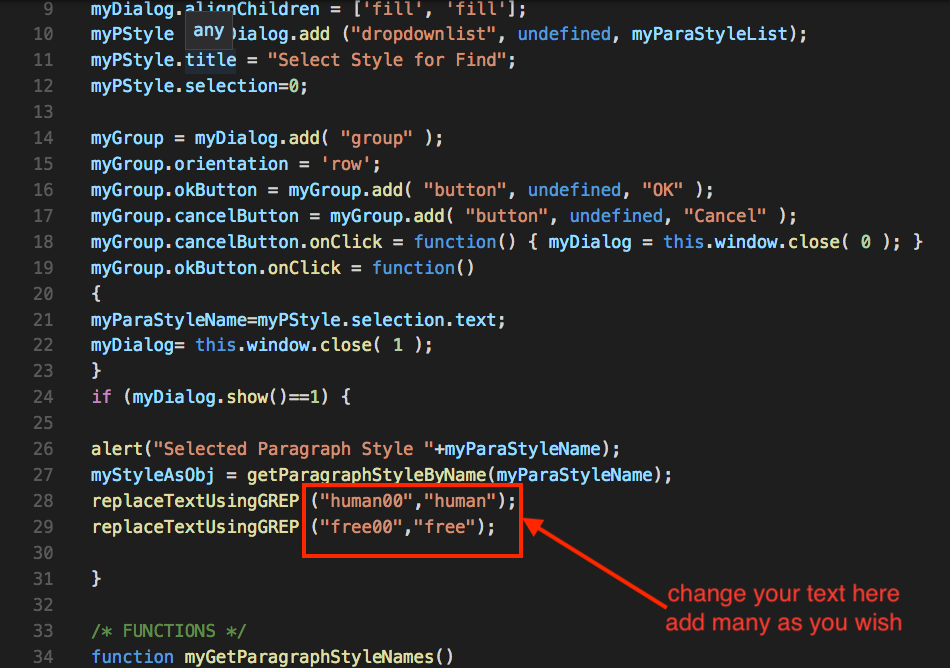 9 myDialog.alignChildren = ['fill', 'fill'];
10 myPStyle Dialog.add ("dropdownlist", undefined, myParaStyleList);
any
11 myPStyle.title = "Select Style for Find";
12 myPStyle.selection=0;
13
14 myGroup = myDialog.add( "group" );
15 myGroup.orientation = 'row';
16 myGroup.okButton = myGroup.add( "button", undefined, "OK" );
17 myGroup.cancelButton = myGroup.add( "button", undefined, "Cancel" );
18 myGroup.cancelButton.onClick = function() { myDialog = this.window.close( 0 ); }
19 myGroup.okButton.onClick = function()
20 {
21 myParaStyleName=myPStyle.selection.text;
22 myDialog= this.window.close( 1 );
23 }
24 if (myDialog.show()==1) {
25
26 alert("Selected Paragraph Style "+myParaStyleName);
27 myStyleAsObj = getParagraphStyleByName(myParaStyleName);
28 replaceTextUsingGREP ("human00","human");
29 replaceTextUsingGREP ("free00","free");
30
31 }
change your text here
add many as you wish
32
33 /* FUNCTIONS */
34 function myGetParagraphStyleNames()